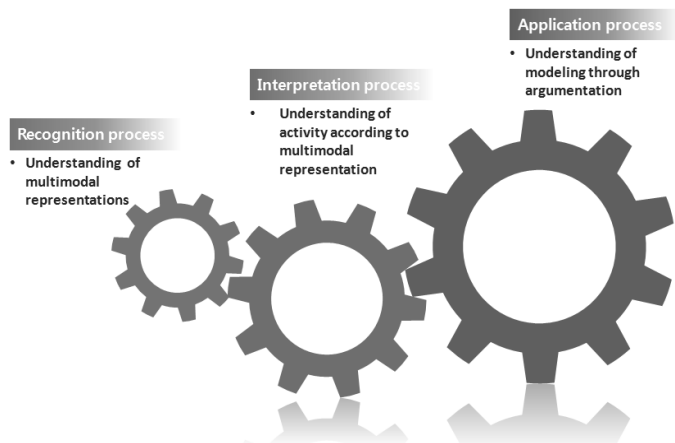 Application process
• Understanding of
modeling through
argumentation
Interpretation process
• Understanding of
activity according to
multimodal
representation
Recognition process
• Understanding of
multimodal
representations